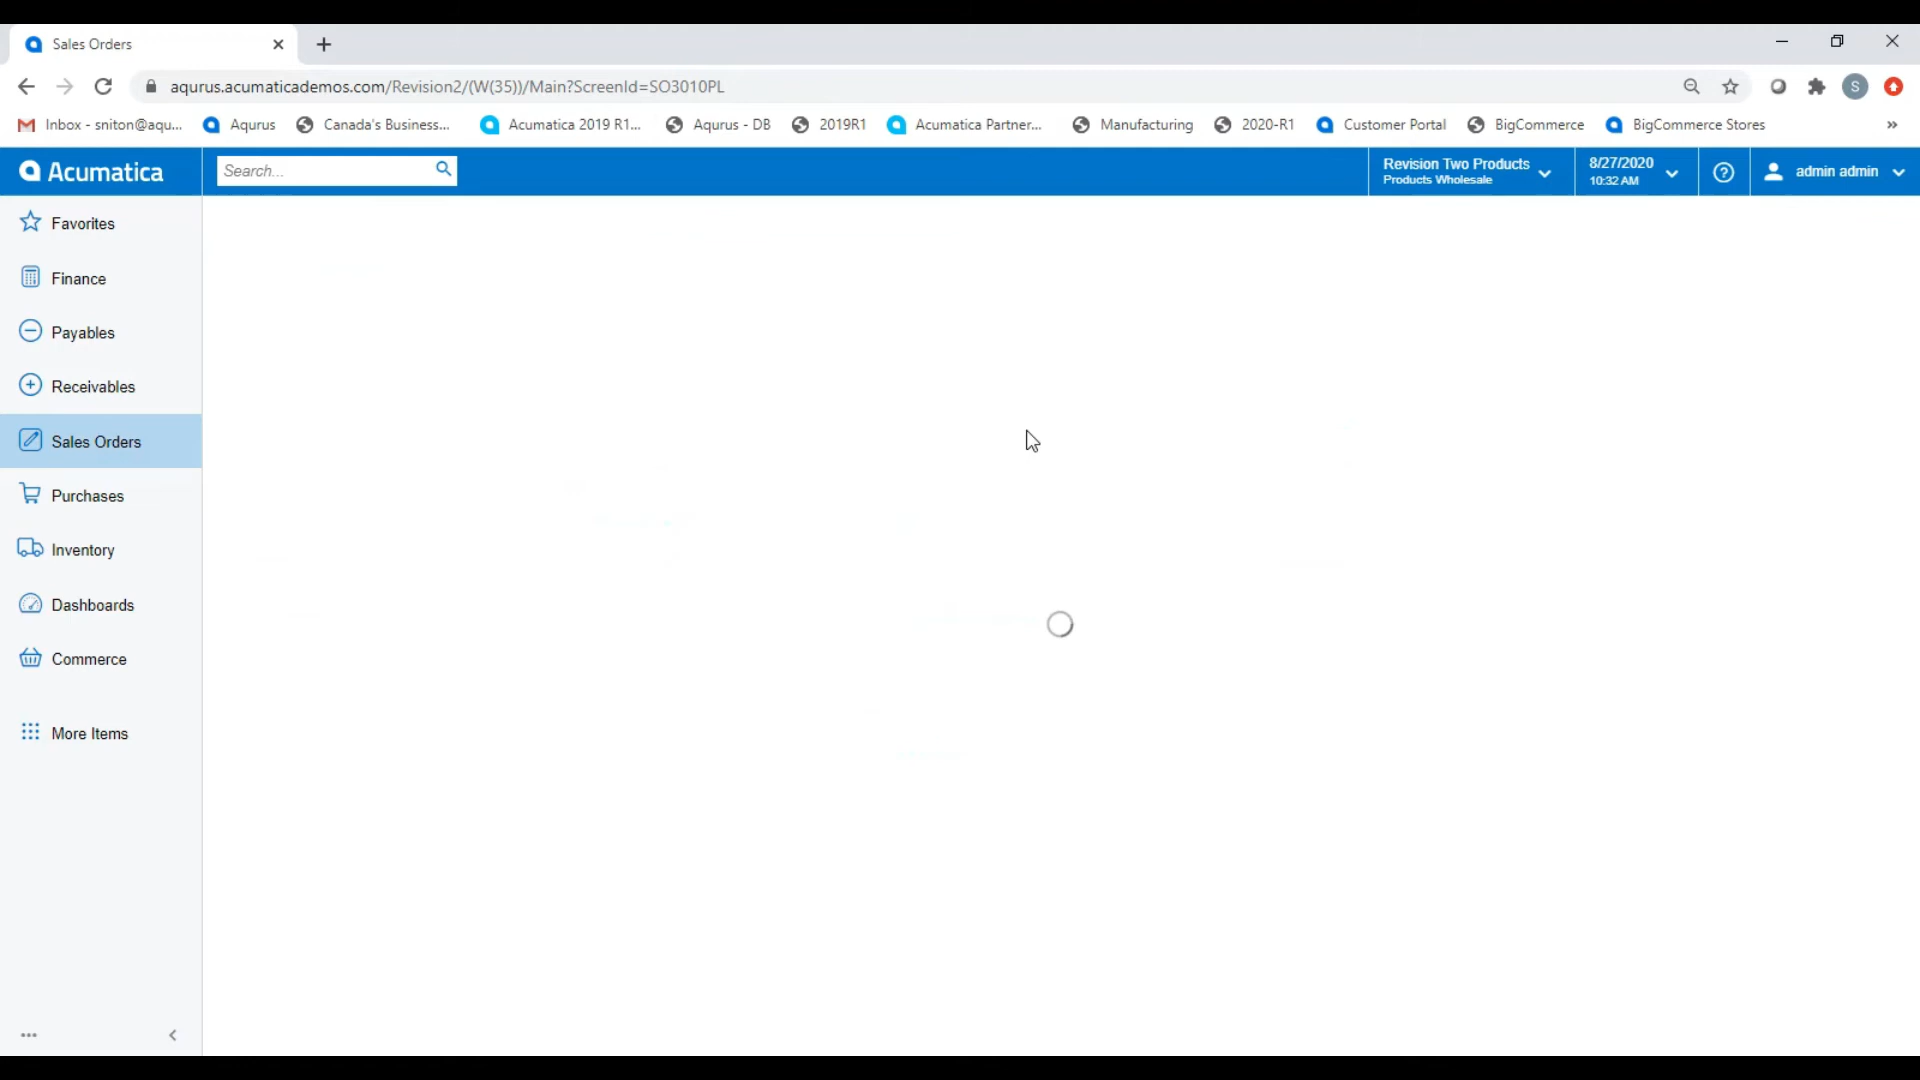 Sales Orders
aqurus.acumaticademos.com/Revision2/(W(35))/Main?ScreenId=SO3010PL
S
Inbox - sniton@aqu... Aqurus Canada's Business... Acumatica 2019 R1... Aqurus - DB 2019R1 Acumatica Partner... Manufacturing 2020-R1 Customer Portal BigCommerce BigCommerce Stores »
Acumatica Search... Revision Two Products 8/27/2020 admin admin
Products Wholesale 10:32 AM
Favorites
Finance
Payables
Receivables
Sales Orders
Purchases
Inventory
Dashboards
Commerce
More Items